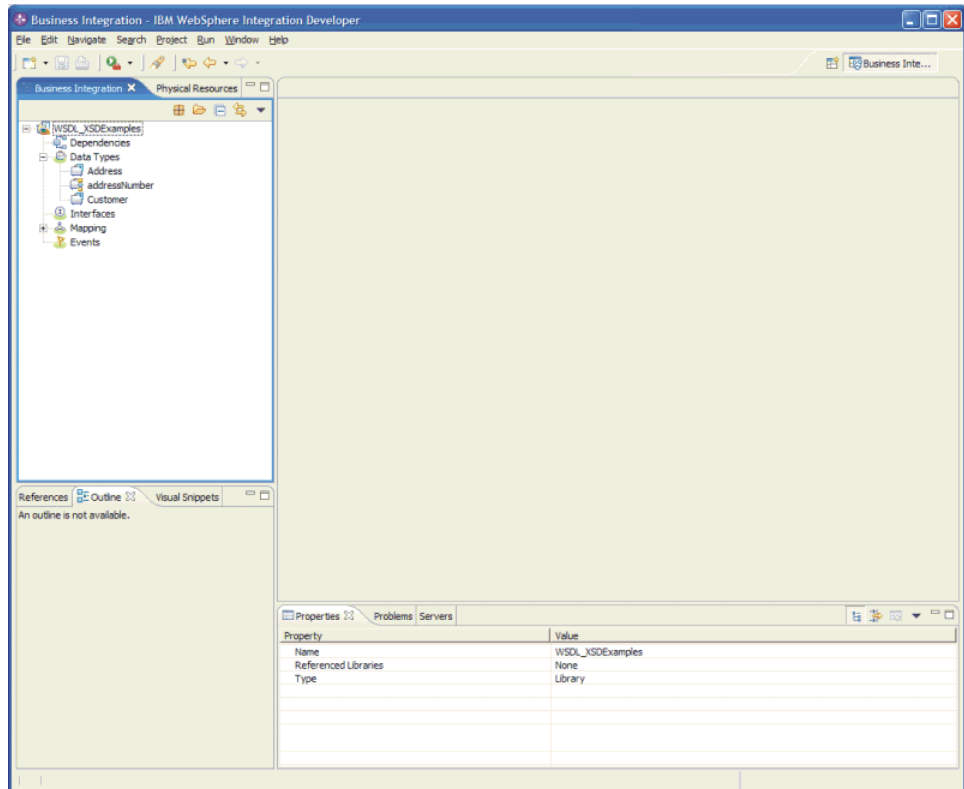 Business Integration - IBM WebSphere Integration Developer
File Edit Navigate Search Project Run Window Help
Business Inte...
Business Integration Physical Resources
WSDL_XSDExamples
Dependencies
Data Types
Address
addressNumber
Customer
Interfaces
Mapping
Events
References Outline Visual Snippets
An outline is not available.
Properties Problems Servers
Property Value
Name WSDL_XSDExamples
Referenced Libraries None
Type Library